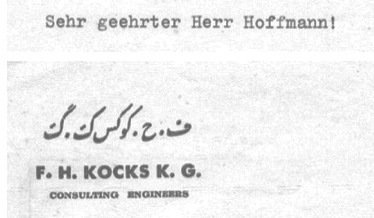 Sehr geehrter Herr Hoffmann!
ف.ح.کوکس ک.گ
F. H. KOCKS K. G.
CONSULTING ENGINEERS